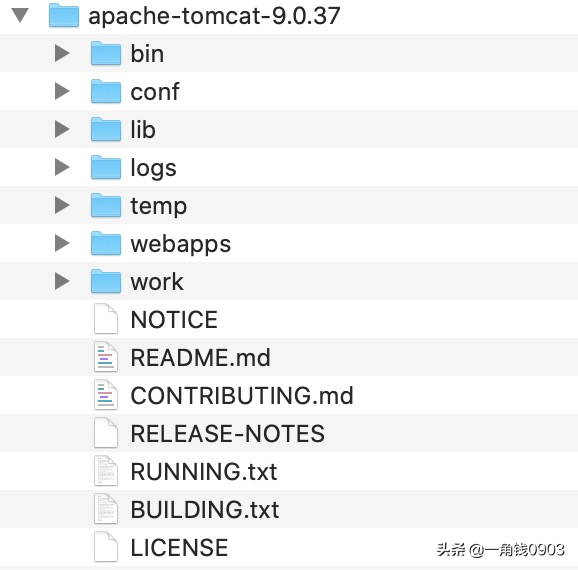 apache-tomcat-9.0.37
bin
conf
lib
logs
temp
webapps
work
NOTICE
README.md
CONTRIBUTING.md
RELEASE-NOTES
RUNNING.txt
BUILDING.txt
LICENSE
头条 @一角钱0903